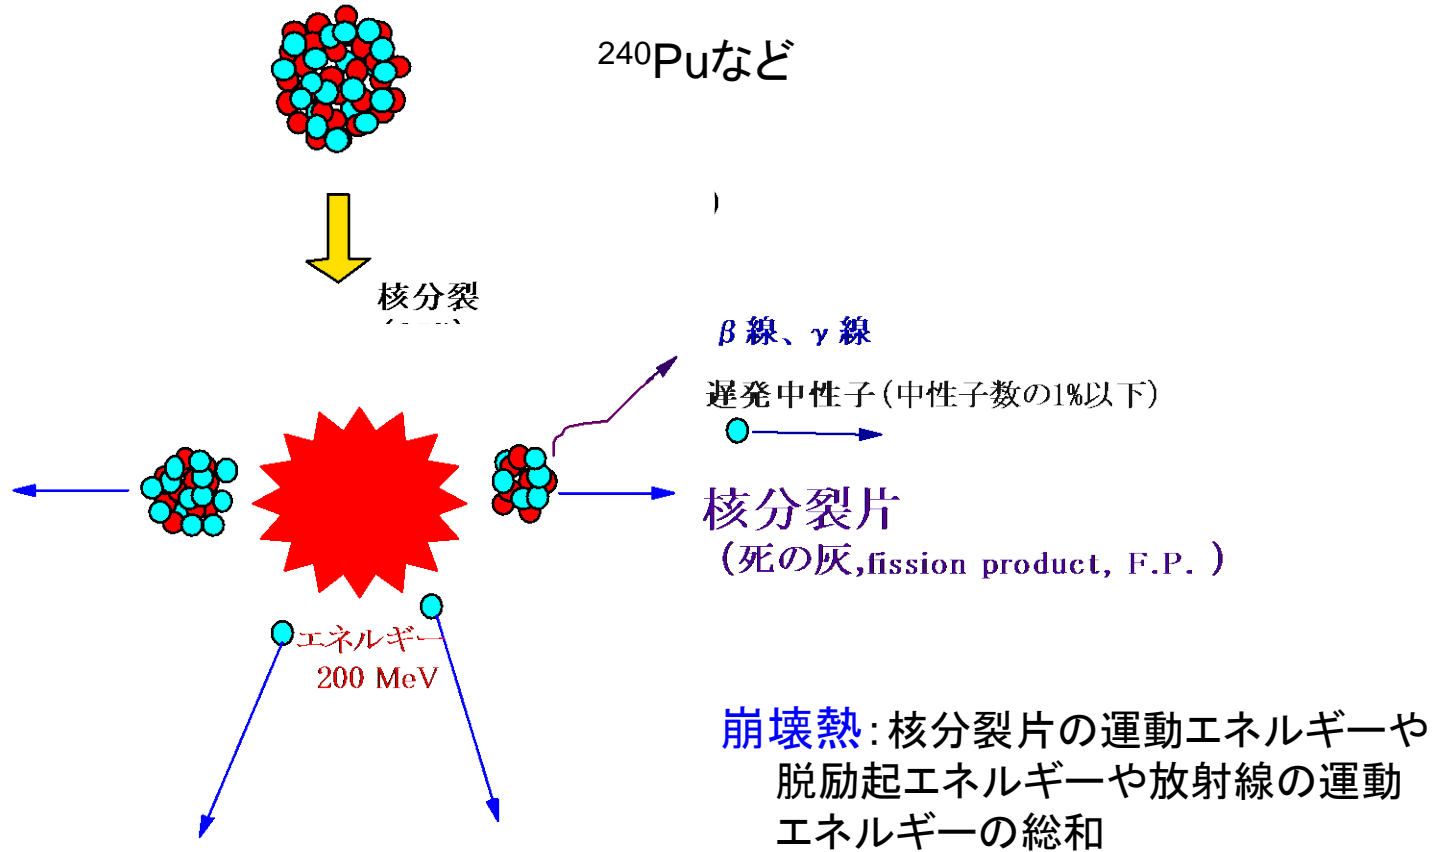 ²⁴⁰Puなど
)
核分裂
β線、γ線
遅発中性子(中性子数の1%以下)
核分裂片
(死の灰,fission product, F.P. )
エネルギー
200 MeV
崩壊熱:核分裂片の運動エネルギーや
脱励起エネルギーや放射線の運動
エネルギーの総和